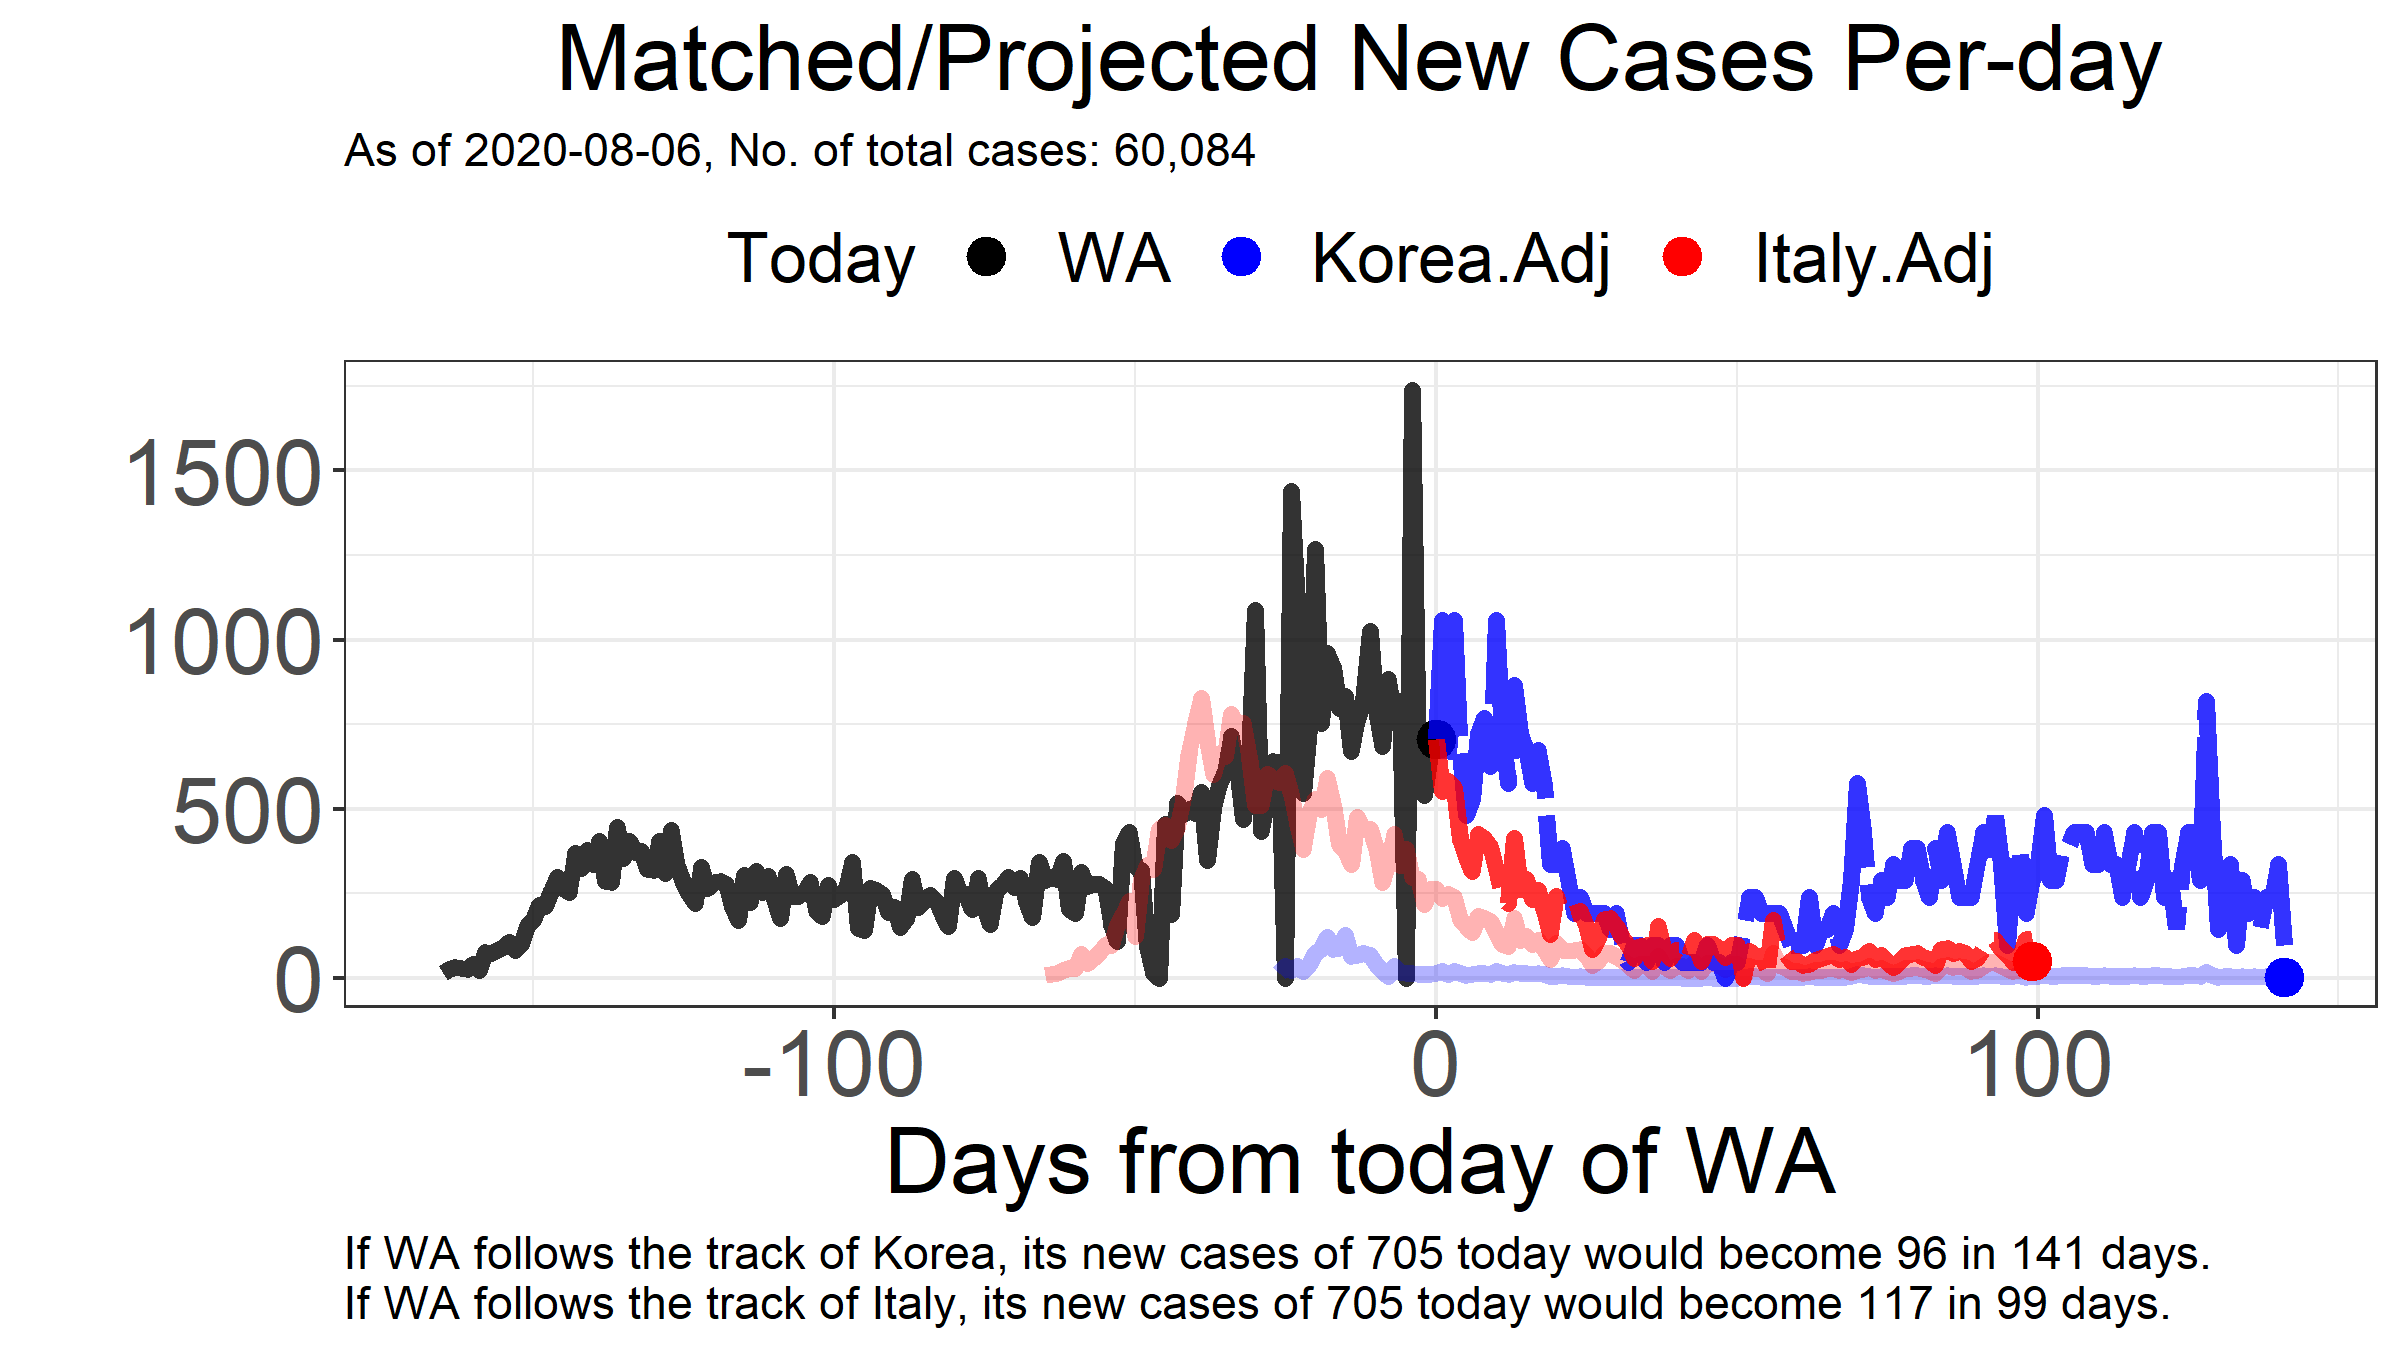 Matched/Projected New Cases Per-day
As of 2020-08-06, No. of total cases: 60,084
Today WA Korea.Adj Italy.Adj
1500
1000
500
0
-100 0 100
Days from today of WA
If WA follows the track of Korea, its new cases of 705 today would become 96 in 141 days.
If WA follows the track of Italy, its new cases of 705 today would become 117 in 99 days.